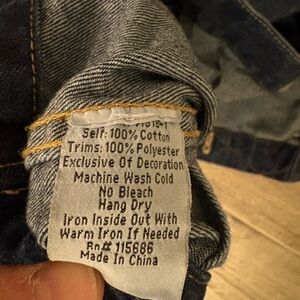 Self: 100% Cotton
Trims: 100% Polyester
Exclusive Of Decoration
Machine Wash Cold
No Bleach
Hang Dry
Iron Inside Out With
Warm Iron If Needed
Rn# 115686
Made In China